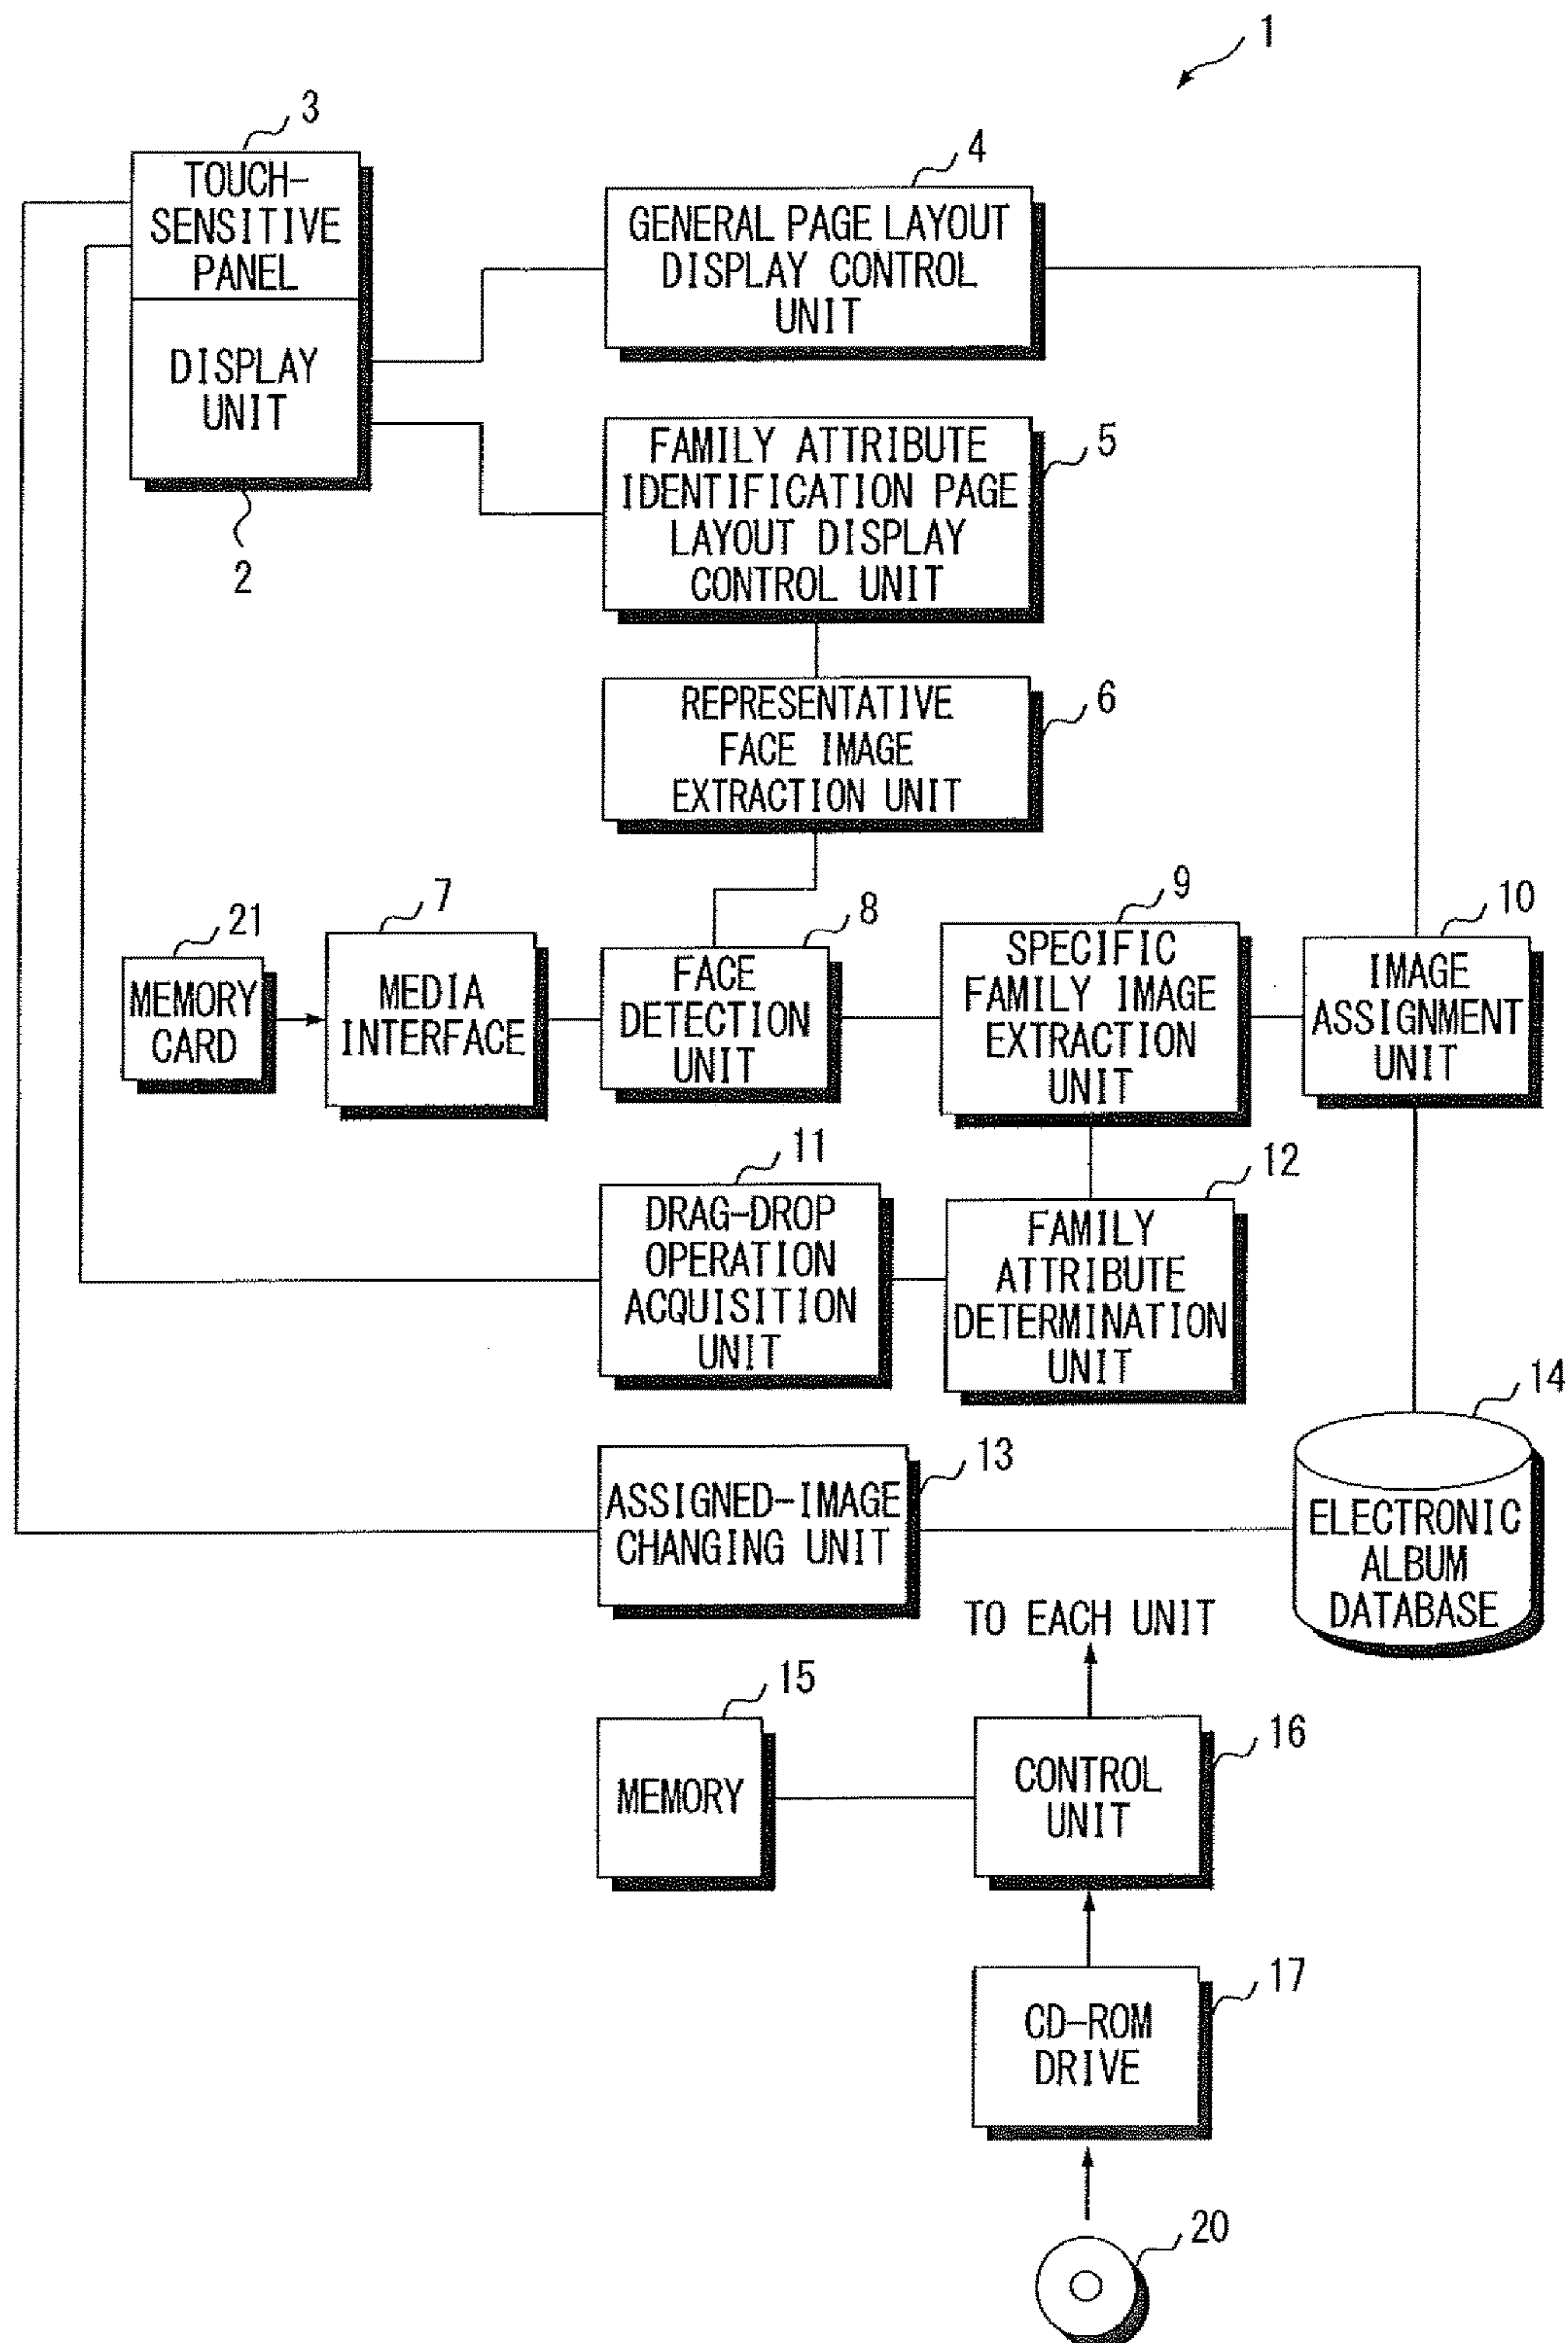 1
3
TOUCH-
SENSITIVE
PANEL
DISPLAY
UNIT
2
4
GENERAL PAGE LAYOUT
DISPLAY CONTROL
UNIT
5
FAMILY ATTRIBUTE
IDENTIFICATION PAGE
LAYOUT DISPLAY
CONTROL UNIT
6
REPRESENTATIVE
FACE IMAGE
EXTRACTION UNIT
21
MEMORY
CARD
7
MEDIA
INTERFACE
8
FACE
DETECTION
UNIT
9
SPECIFIC
FAMILY IMAGE
EXTRACTION
UNIT
10
IMAGE
ASSIGNMENT
UNIT
11
DRAG-DROP
OPERATION
ACQUISITION
UNIT
12
FAMILY
ATTRIBUTE
DETERMINATION
UNIT
13
ASSIGNED-IMAGE
CHANGING UNIT
14
ELECTRONIC
ALBUM
DATABASE
TO EACH UNIT
15
MEMORY
16
CONTROL
UNIT
17
CD-ROM
DRIVE
20